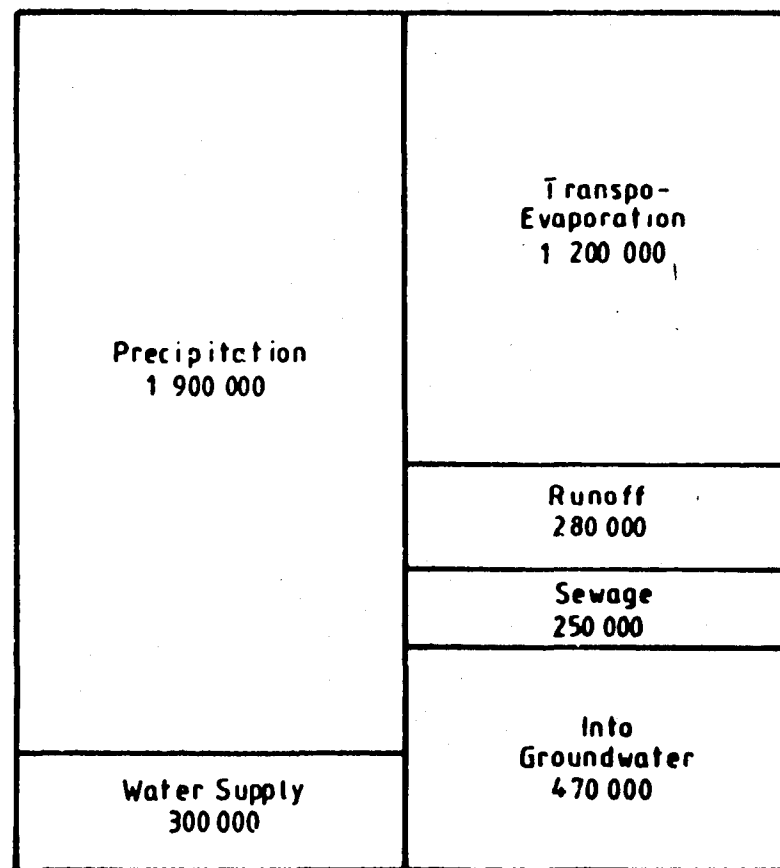 Precipitation
1 900 000
Water Supply
300 000
Transpo-
Evaporation
1 200 000
Runoff
280 000
Sewage
250 000
Into
Groundwater
470 000